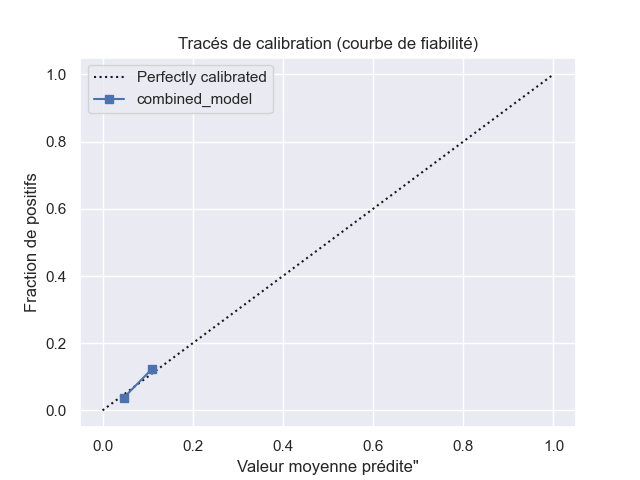 Tracés de calibration (courbe de fiabilité)
Perfectly calibrated
combined_model
Fraction de positifs
1.0
0.8
0.6
0.4
0.2
0.0
0.0 0.2 0.4 0.6 0.8 1.0
Valeur moyenne prédite"